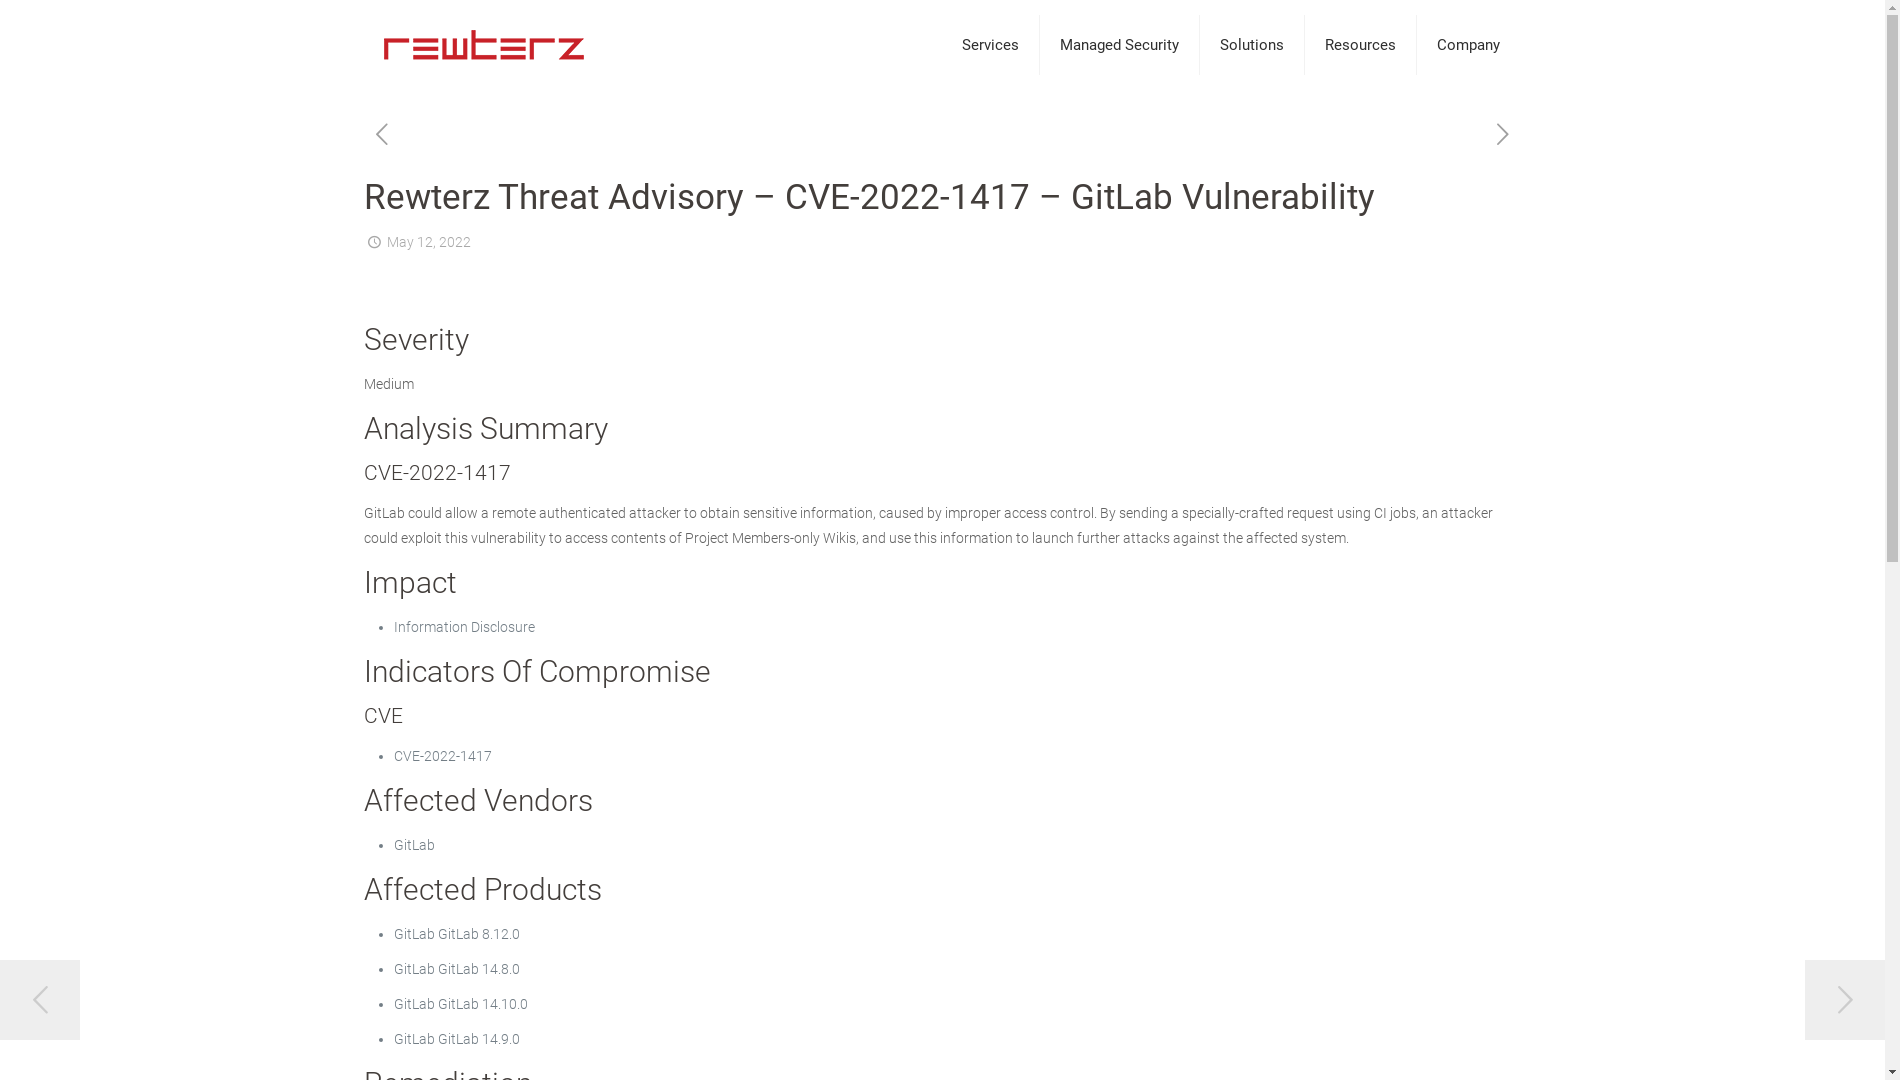 rewterz
Services
Managed Security
Solutions
Resources
Company
Rewterz Threat Advisory – CVE-2022-1417 – GitLab Vulnerability
May 12, 2022
Severity
Medium
Analysis Summary
CVE-2022-1417
GitLab could allow a remote authenticated attacker to obtain sensitive information, caused by improper access control. By sending a specially-crafted request using CI jobs, an attacker
could exploit this vulnerability to access contents of Project Members-only Wikis, and use this information to launch further attacks against the affected system.
Impact
• Information Disclosure
Indicators Of Compromise
CVE
• CVE-2022-1417
Affected Vendors
• GitLab
Affected Products
• GitLab GitLab 8.12.0
• GitLab GitLab 14.8.0
• GitLab GitLab 14.10.0
• GitLab GitLab 14.9.0
Remediation